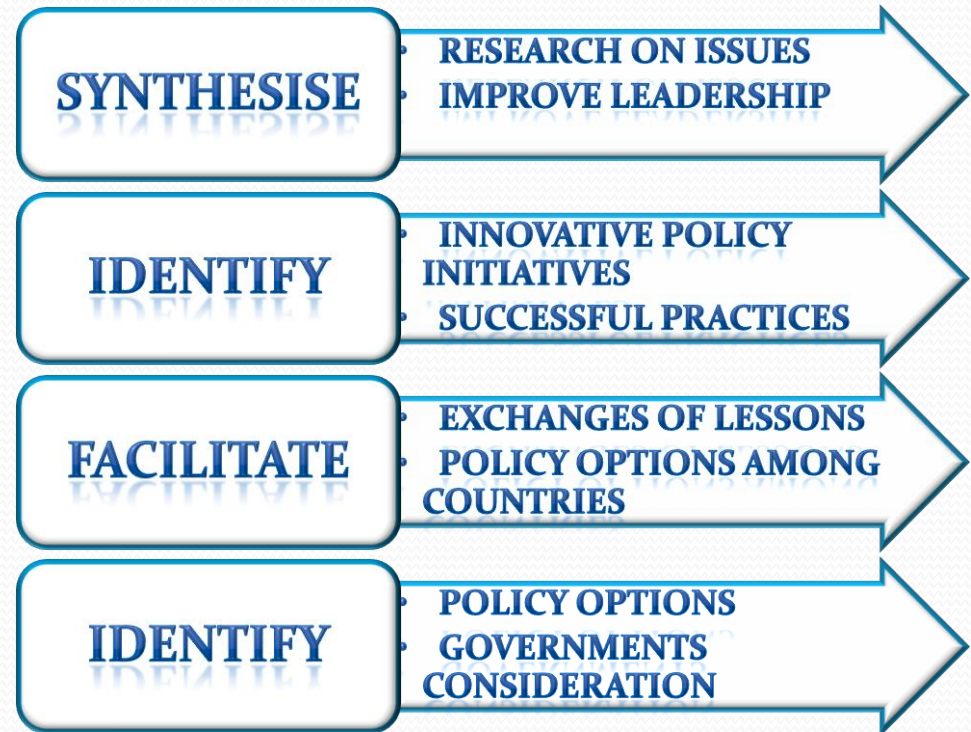 SYNTHESISE
• RESEARCH ON ISSUES
• IMPROVE LEADERSHIP
IDENTIFY
• INNOVATIVE POLICY
INITIATIVES
• SUCCESSFUL PRACTICES
FACILITATE
• EXCHANGES OF LESSONS
• POLICY OPTIONS AMONG
COUNTRIES
IDENTIFY
• POLICY OPTIONS
• GOVERNMENTS
CONSIDERATION